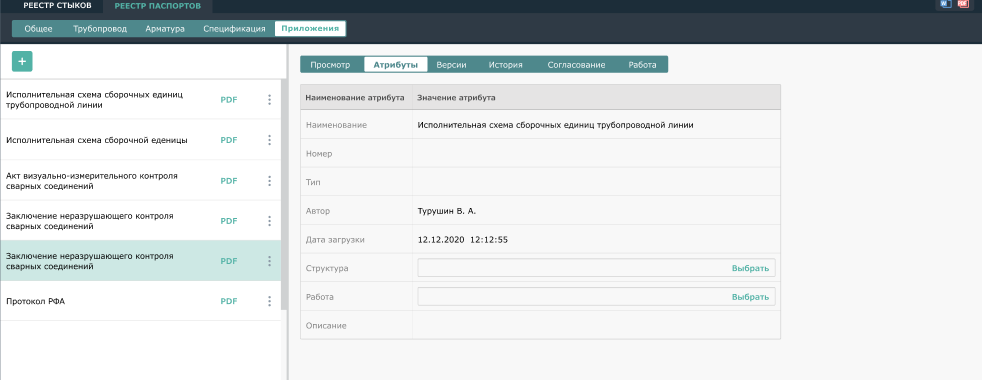 РЕЕСТР СТЫКОВ РЕЕСТР ПАСПОРТОВ
W PDF
Общее Трубопровод Арматура Спецификация Приложения
+
Просмотр Атрибуты Версии История Согласование Работа
Исполнительная схема сборочных единиц
трубопроводной линии PDF
Исполнительная схема сборочной еденицы PDF
Акт визуально-измерительного контроля
сварных соединений PDF
Заключение неразрушающего контроля
сварных соединений PDF
Заключение неразрушающего контроля
сварных соединений PDF
Протокол РФА PDF
Наименование атрибута Значение атрибута
Наименование Исполнительная схема сборочных единиц трубопроводной линии
Номер
Тип
Автор Турушин В. А.
Дата загрузки 12.12.2020 12:12:55
Структура Выбрать
Работа Выбрать
Описание